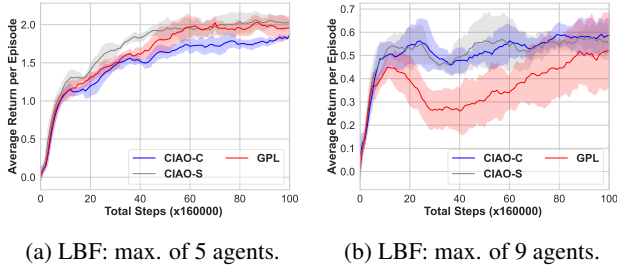 Average Return per Episode
2.0
1.5
1.0
0.5
0.0
CIAO-C
GPL
CIAO-S
0
20
40
60
80
100
Total Steps (x160000)
(a) LBF: max. of 5 agents.
Average Return per Episode
0.7
0.6
0.5
0.4
0.3
0.2
0.1
0.0
CIAO-C
GPL
CIAO-S
0
20
40
60
80
100
Total Steps (x160000)
(b) LBF: max. of 9 agents.